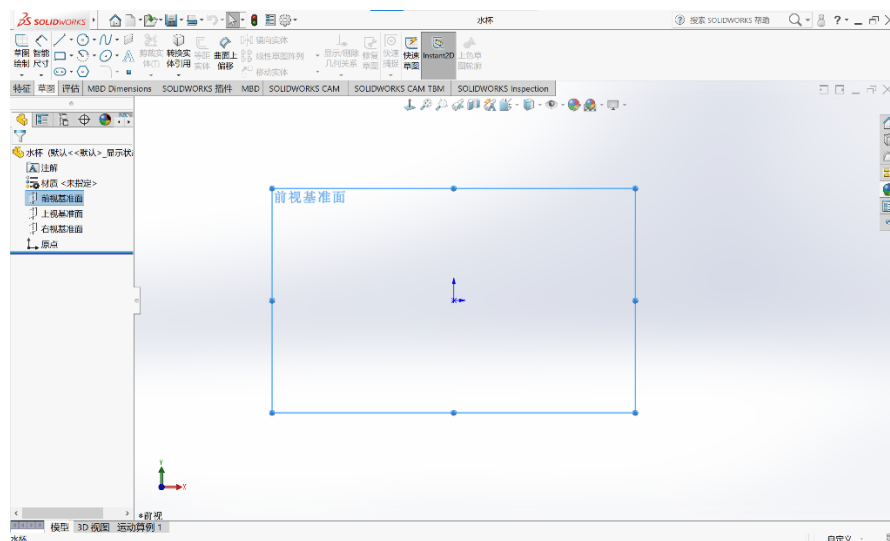 SOLIDWORKS
水杯
搜索 SOLIDWORKS 帮助
草图绘制
智能尺寸
剪裁实体(T)
转换实体引用
等距实体
曲面上偏移
镜向实体
线性草图阵列
移动实体
显示/删除几何关系
修复草图
快速捕捉
快速草图
Instant2D
上色草图轮廓
特征 草图 评估 MBD Dimensions SOLIDWORKS 插件 MBD SOLIDWORKS CAM SOLIDWORKS CAM TBM SOLIDWORKS Inspection
水杯 (默认<<默认>_显示状
注解
材质 <未指定>
前视基准面
上视基准面
右视基准面
原点
前视基准面
Y
X
*前视
模型 3D 视图 运动算例 1
水杯
自定义